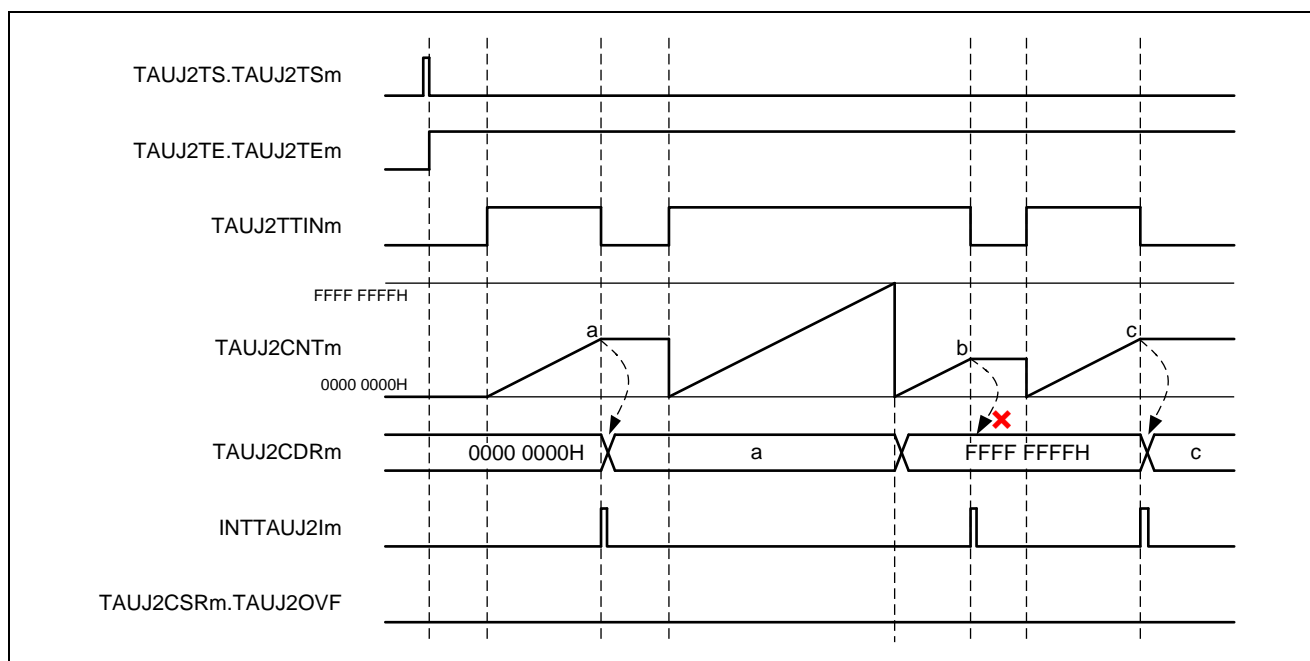 TAUJ2TS.TAUJ2TSm
TAUJ2TE.TAUJ2TEm
TAUJ2TTINm
FFFF FFFFH
TAUJ2CNTm
0000 0000H
a
b
c
TAUJ2CDRm
0000 0000H
a
FFFF FFFFH
c
INTTAUJ2Im
TAUJ2CSRm.TAUJ2OVF